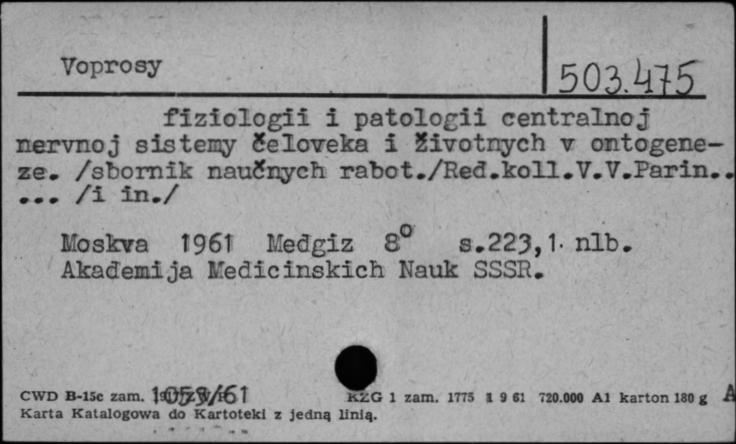 Voprosy
503.475
fiziologii i patologii centralnoj
nervnoj sistemy čeloveka i životnych v ontogene-
ze. /sbornik naučnych rabot./Red.koll.V.V.Parin..
... /i in./
Moskva 1961 Medgiz 8° s.223,1. nlb.
Akademija Medicinskich Nauk SSSR.
CWD B-15c zam. 1059/61 KZG 1 zam. 1775 1 9 61 720.000 A1 karton 180 g A
Karta Katalogowa do Kartoteki z jedną linią.